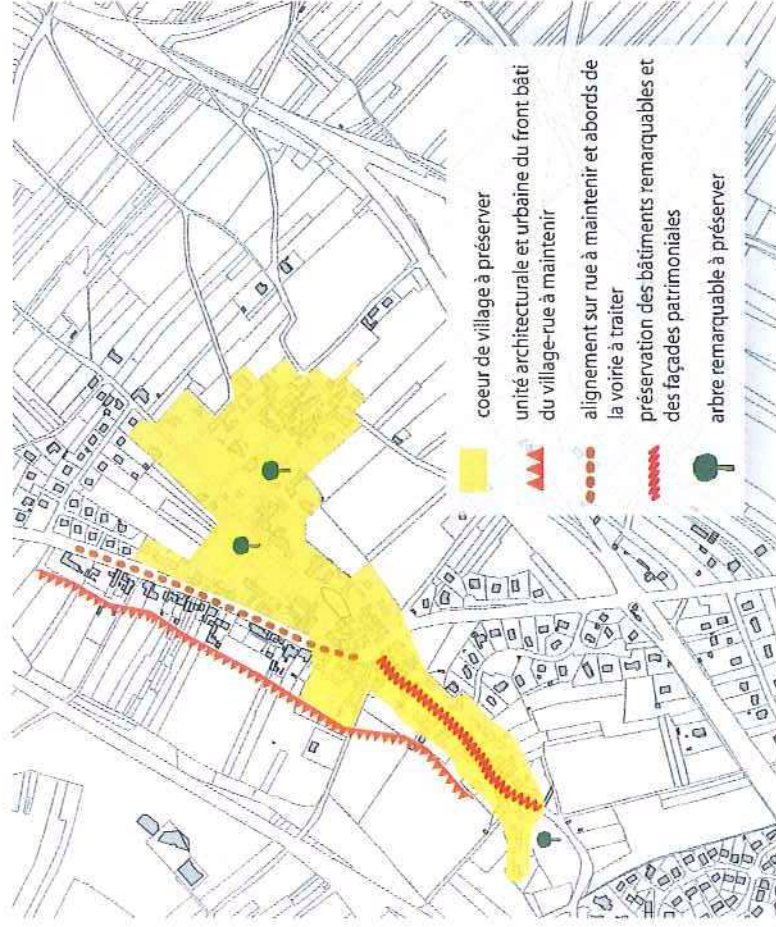 coeur de village à préserver
unité architecturale et urbaine du front bâti
du village-rue à maintenir
alignement sur rue à maintenir et abords de
la voirie à traiter
préservation des bâtiments remarquables et
des façades patrimoniales
arbre remarquable à préserver